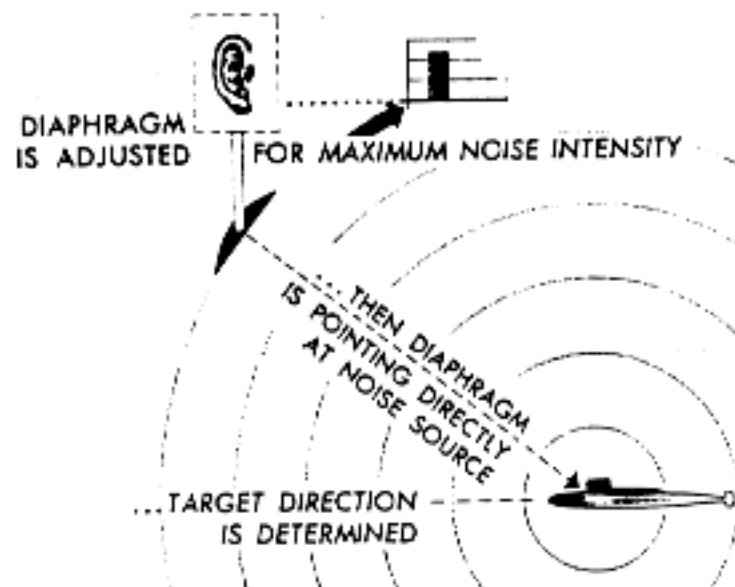 DIAPHRAGM
IS ADJUSTED
FOR MAXIMUM NOISE INTENSITY
... THEN DIAPHRAGM
IS POINTING DIRECTLY
AT NOISE SOURCE
...TARGET DIRECTION
IS DETERMINED